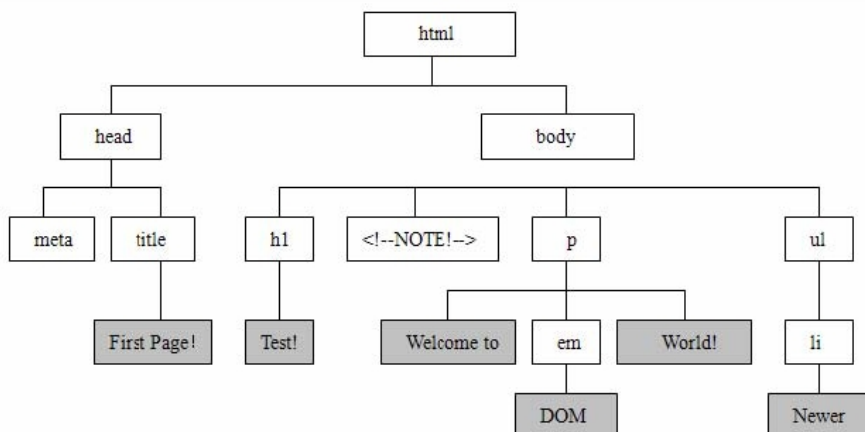 html
head
body
meta
title
h1
<!--NOTE!-->
p
ul
First Page!
Test!
Welcome to
em
World!
li
DOM
Newer